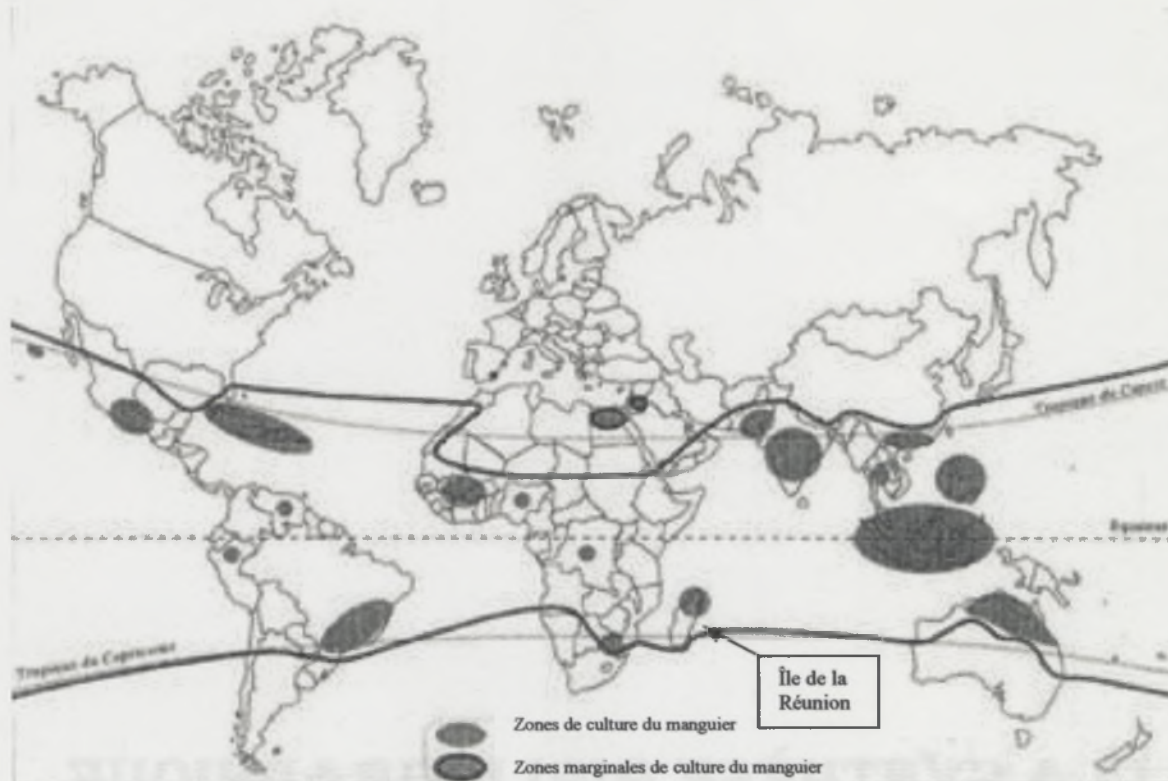 Tropique du Cancer
Équateur
Tropique du Capricorne
Île de la
Réunion
Zones de culture du manguier
Zones marginales de culture du manguier